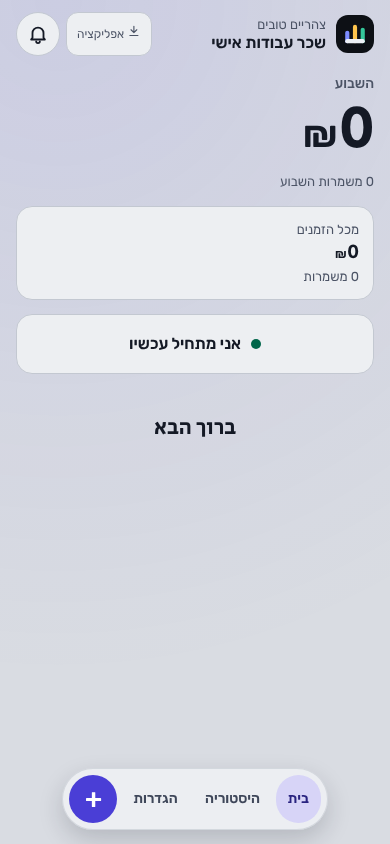 צהריים טובים
שכר עבודות אישי
אפליקציה
השבוע
₪0
0 משמרות השבוע
מכל הזמנים
₪0
0 משמרות
אני מתחיל עכשיו
ברוך הבא
בית
היסטוריה
הגדרות
+